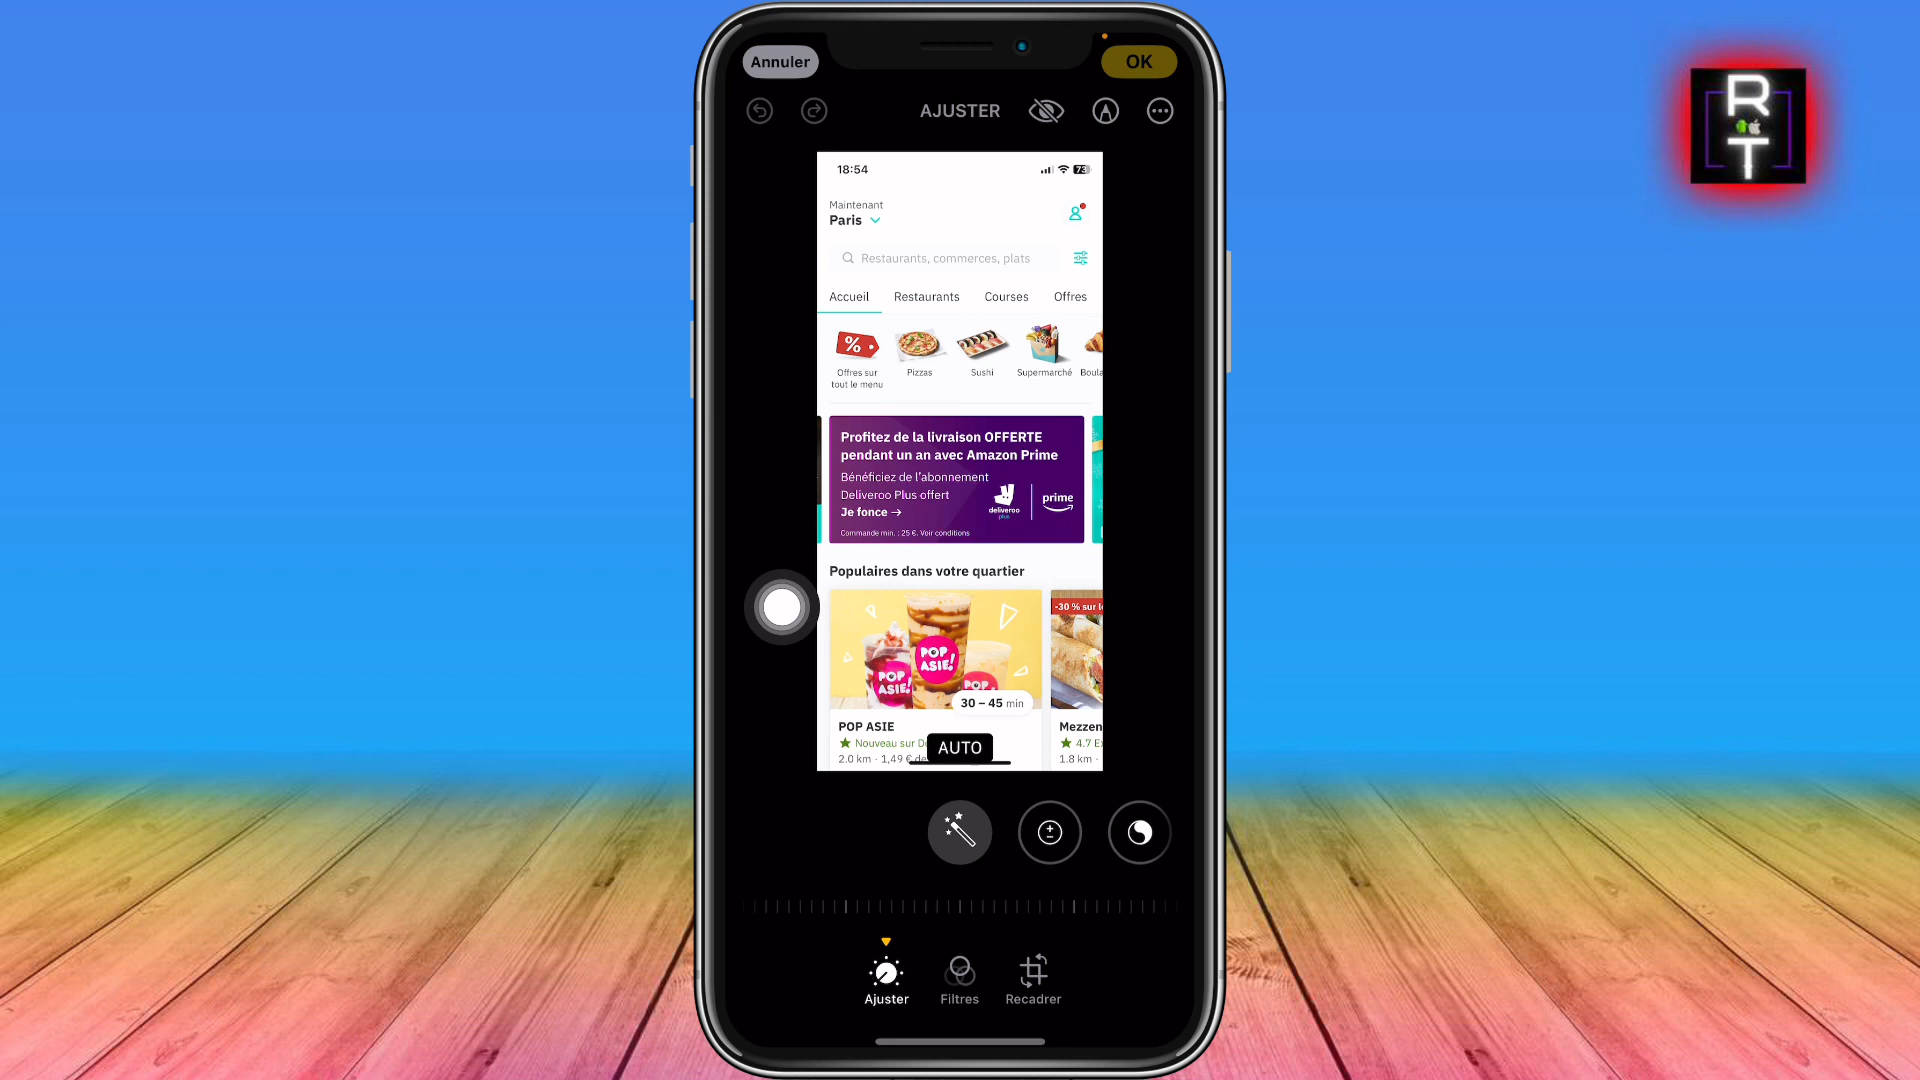 Annuler
OK
AJUSTER
R
T
18:54
73
Maintenant
Paris
Restaurants, commerces, plats
Accueil Restaurants Courses Offres
%
Offres sur
tout le menu
Pizzas
Sushi
Supermarché
Boula
Profitez de la livraison OFFERTE
pendant un an avec Amazon Prime
Bénéficiez de l'abonnement
Deliveroo Plus offert
Je fonce →
deliveroo
plus
prime
Commande min. : 25 €. Voir conditions
Populaires dans votre quartier
-30 % sur l
POP
ASIE!
POP
ASIE!
POP
30 – 45 min
POP ASIE
Nouveau sur D
2.0 km · 1,49 € de
Mezzen
4.7 E
1.8 km ·
AUTO
Ajuster
Filtres
Recadrer